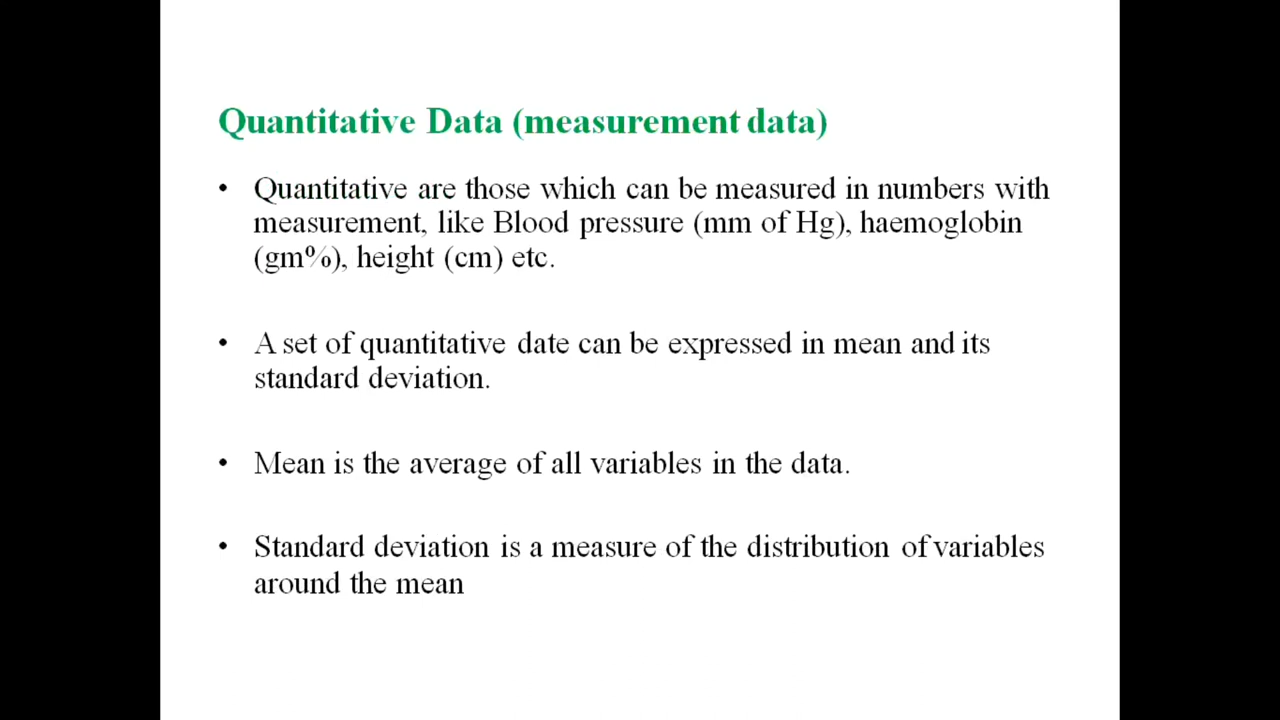 Quantitative Data (measurement data)
• Quantitative are those which can be measured in numbers with
measurement, like Blood pressure (mm of Hg), haemoglobin
(gm%), height (cm) etc.
• A set of quantitative date can be expressed in mean and its
standard deviation.
• Mean is the average of all variables in the data.
• Standard deviation is a measure of the distribution of variables
around the mean